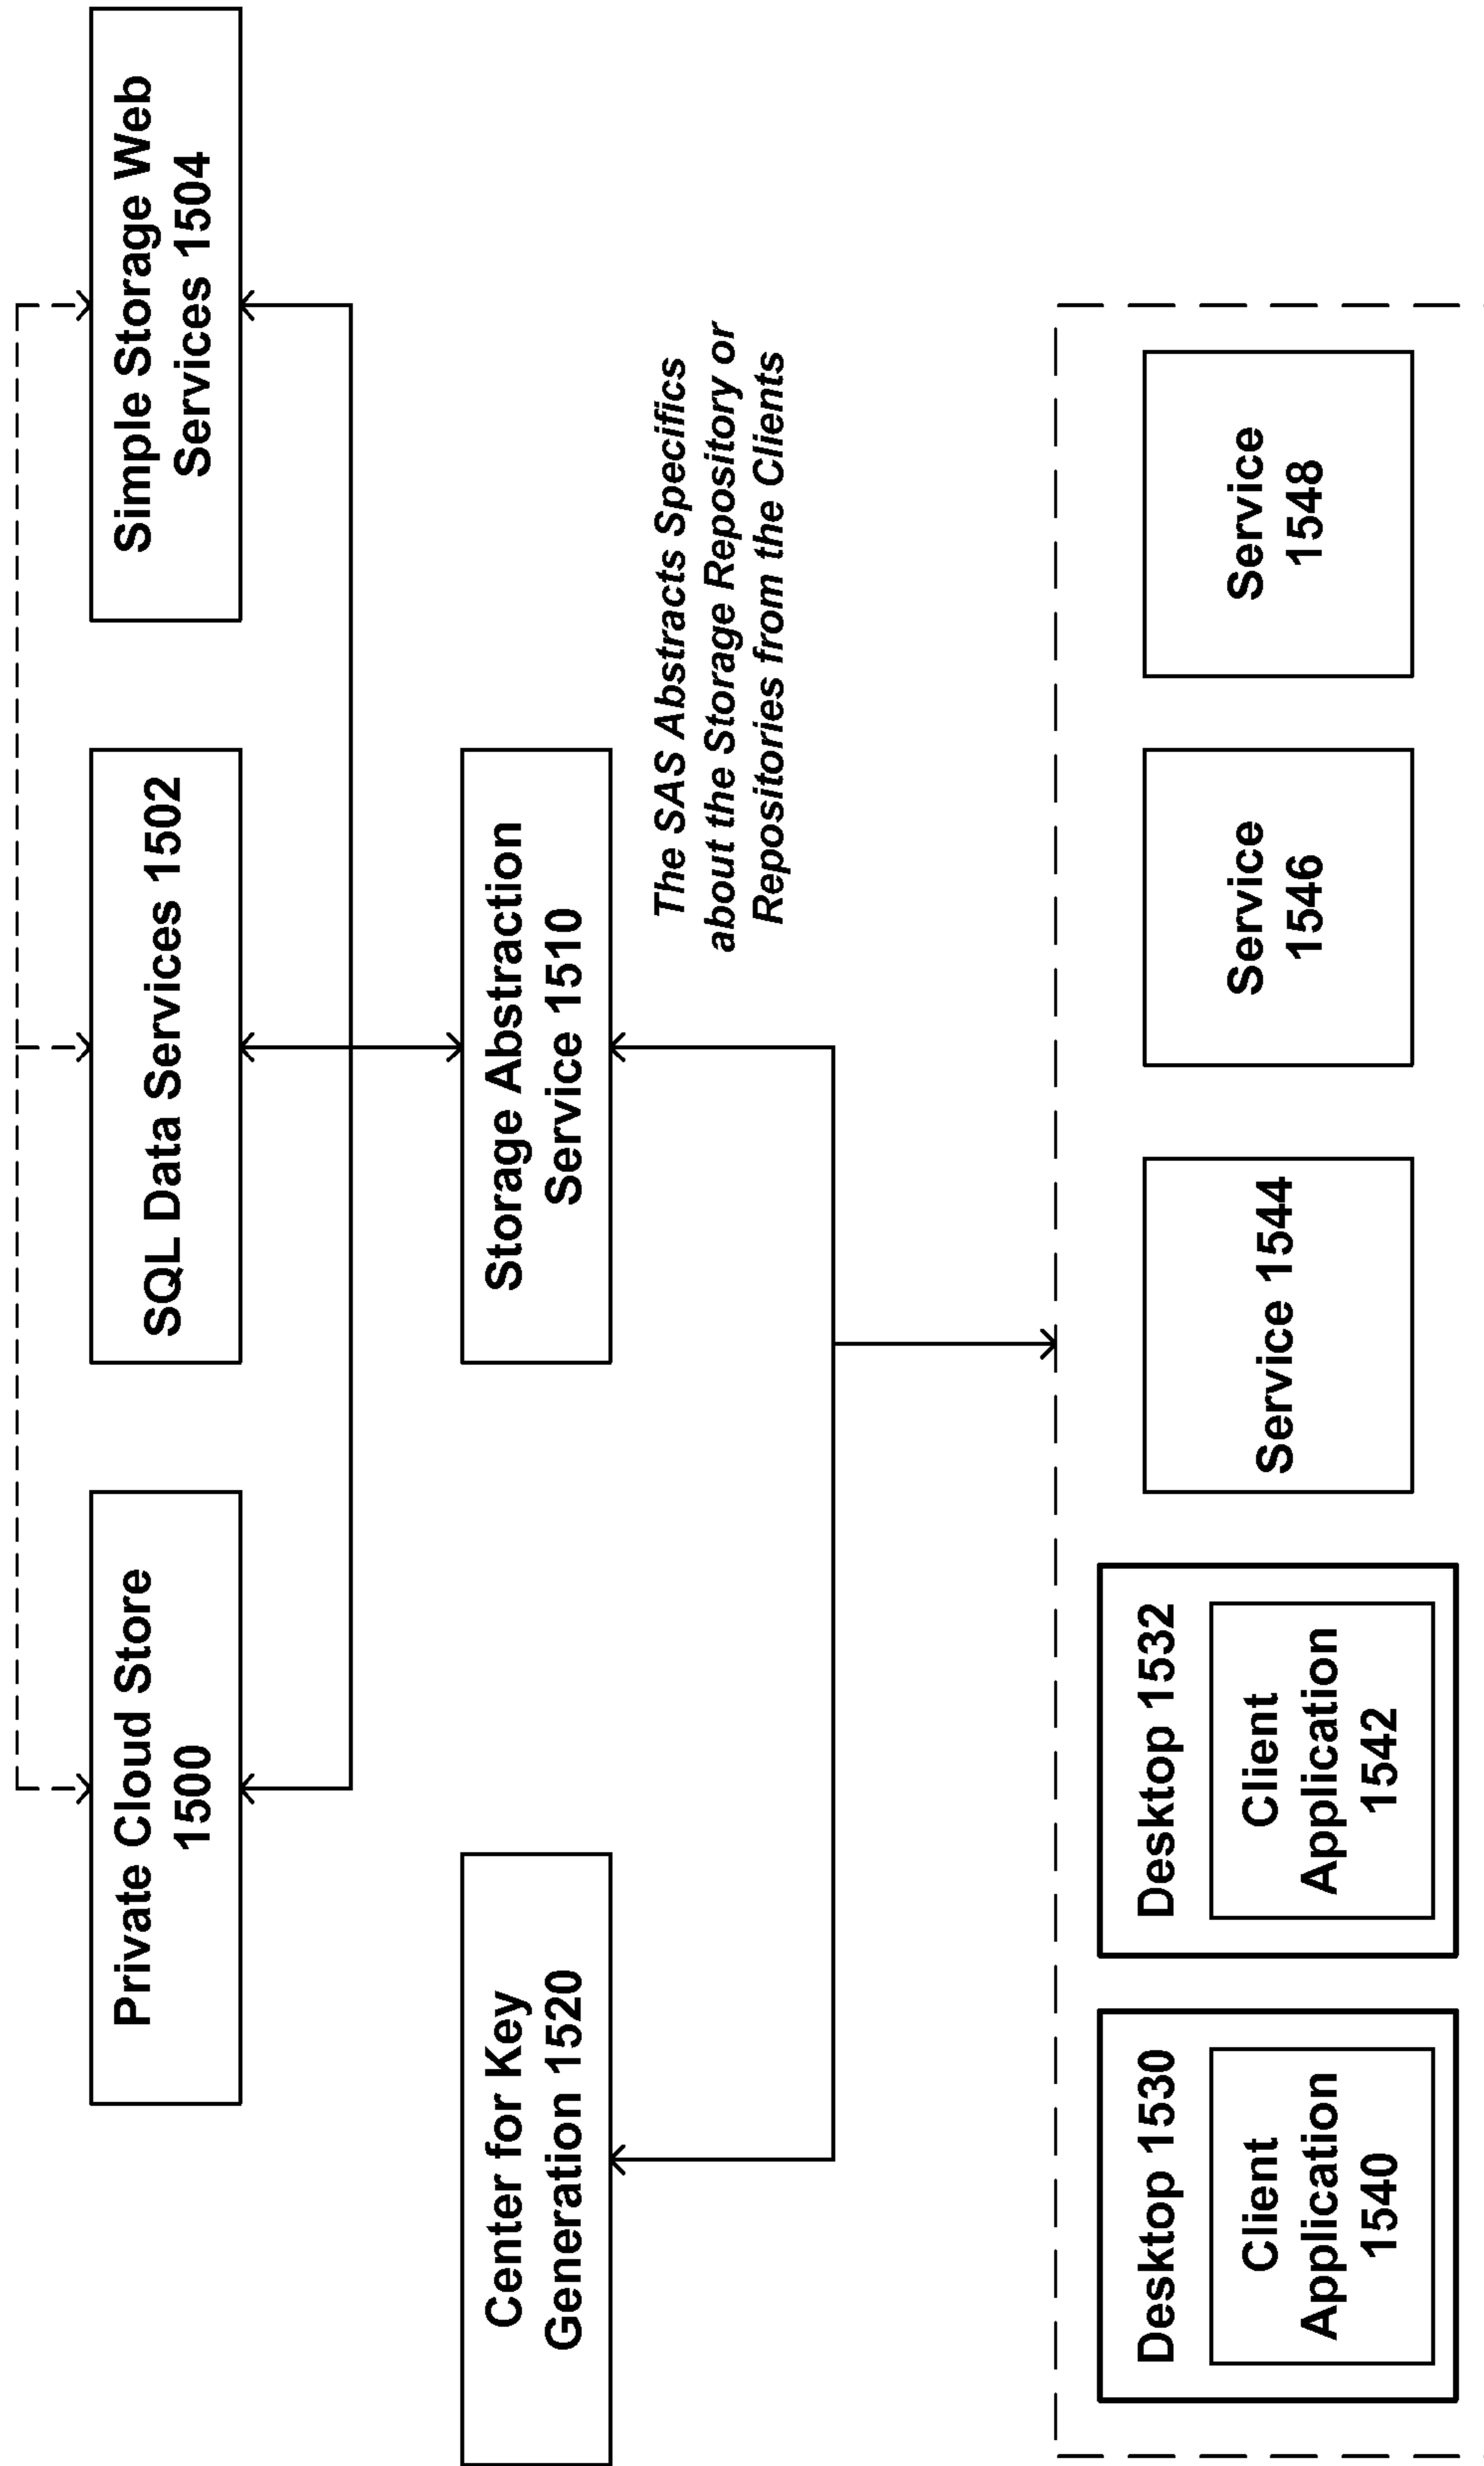 Private Cloud Store
1500
SQL Data Services 1502
Simple Storage Web
Services 1504
Center for Key
Generation 1520
Storage Abstraction
Service 1510
The SAS Abstracts Specifics
about the Storage Repository or
Repositories from the Clients
Desktop 1530
Client
Application
1540
Desktop 1532
Client
Application
1542
Service 1544
Service
1546
Service
1548